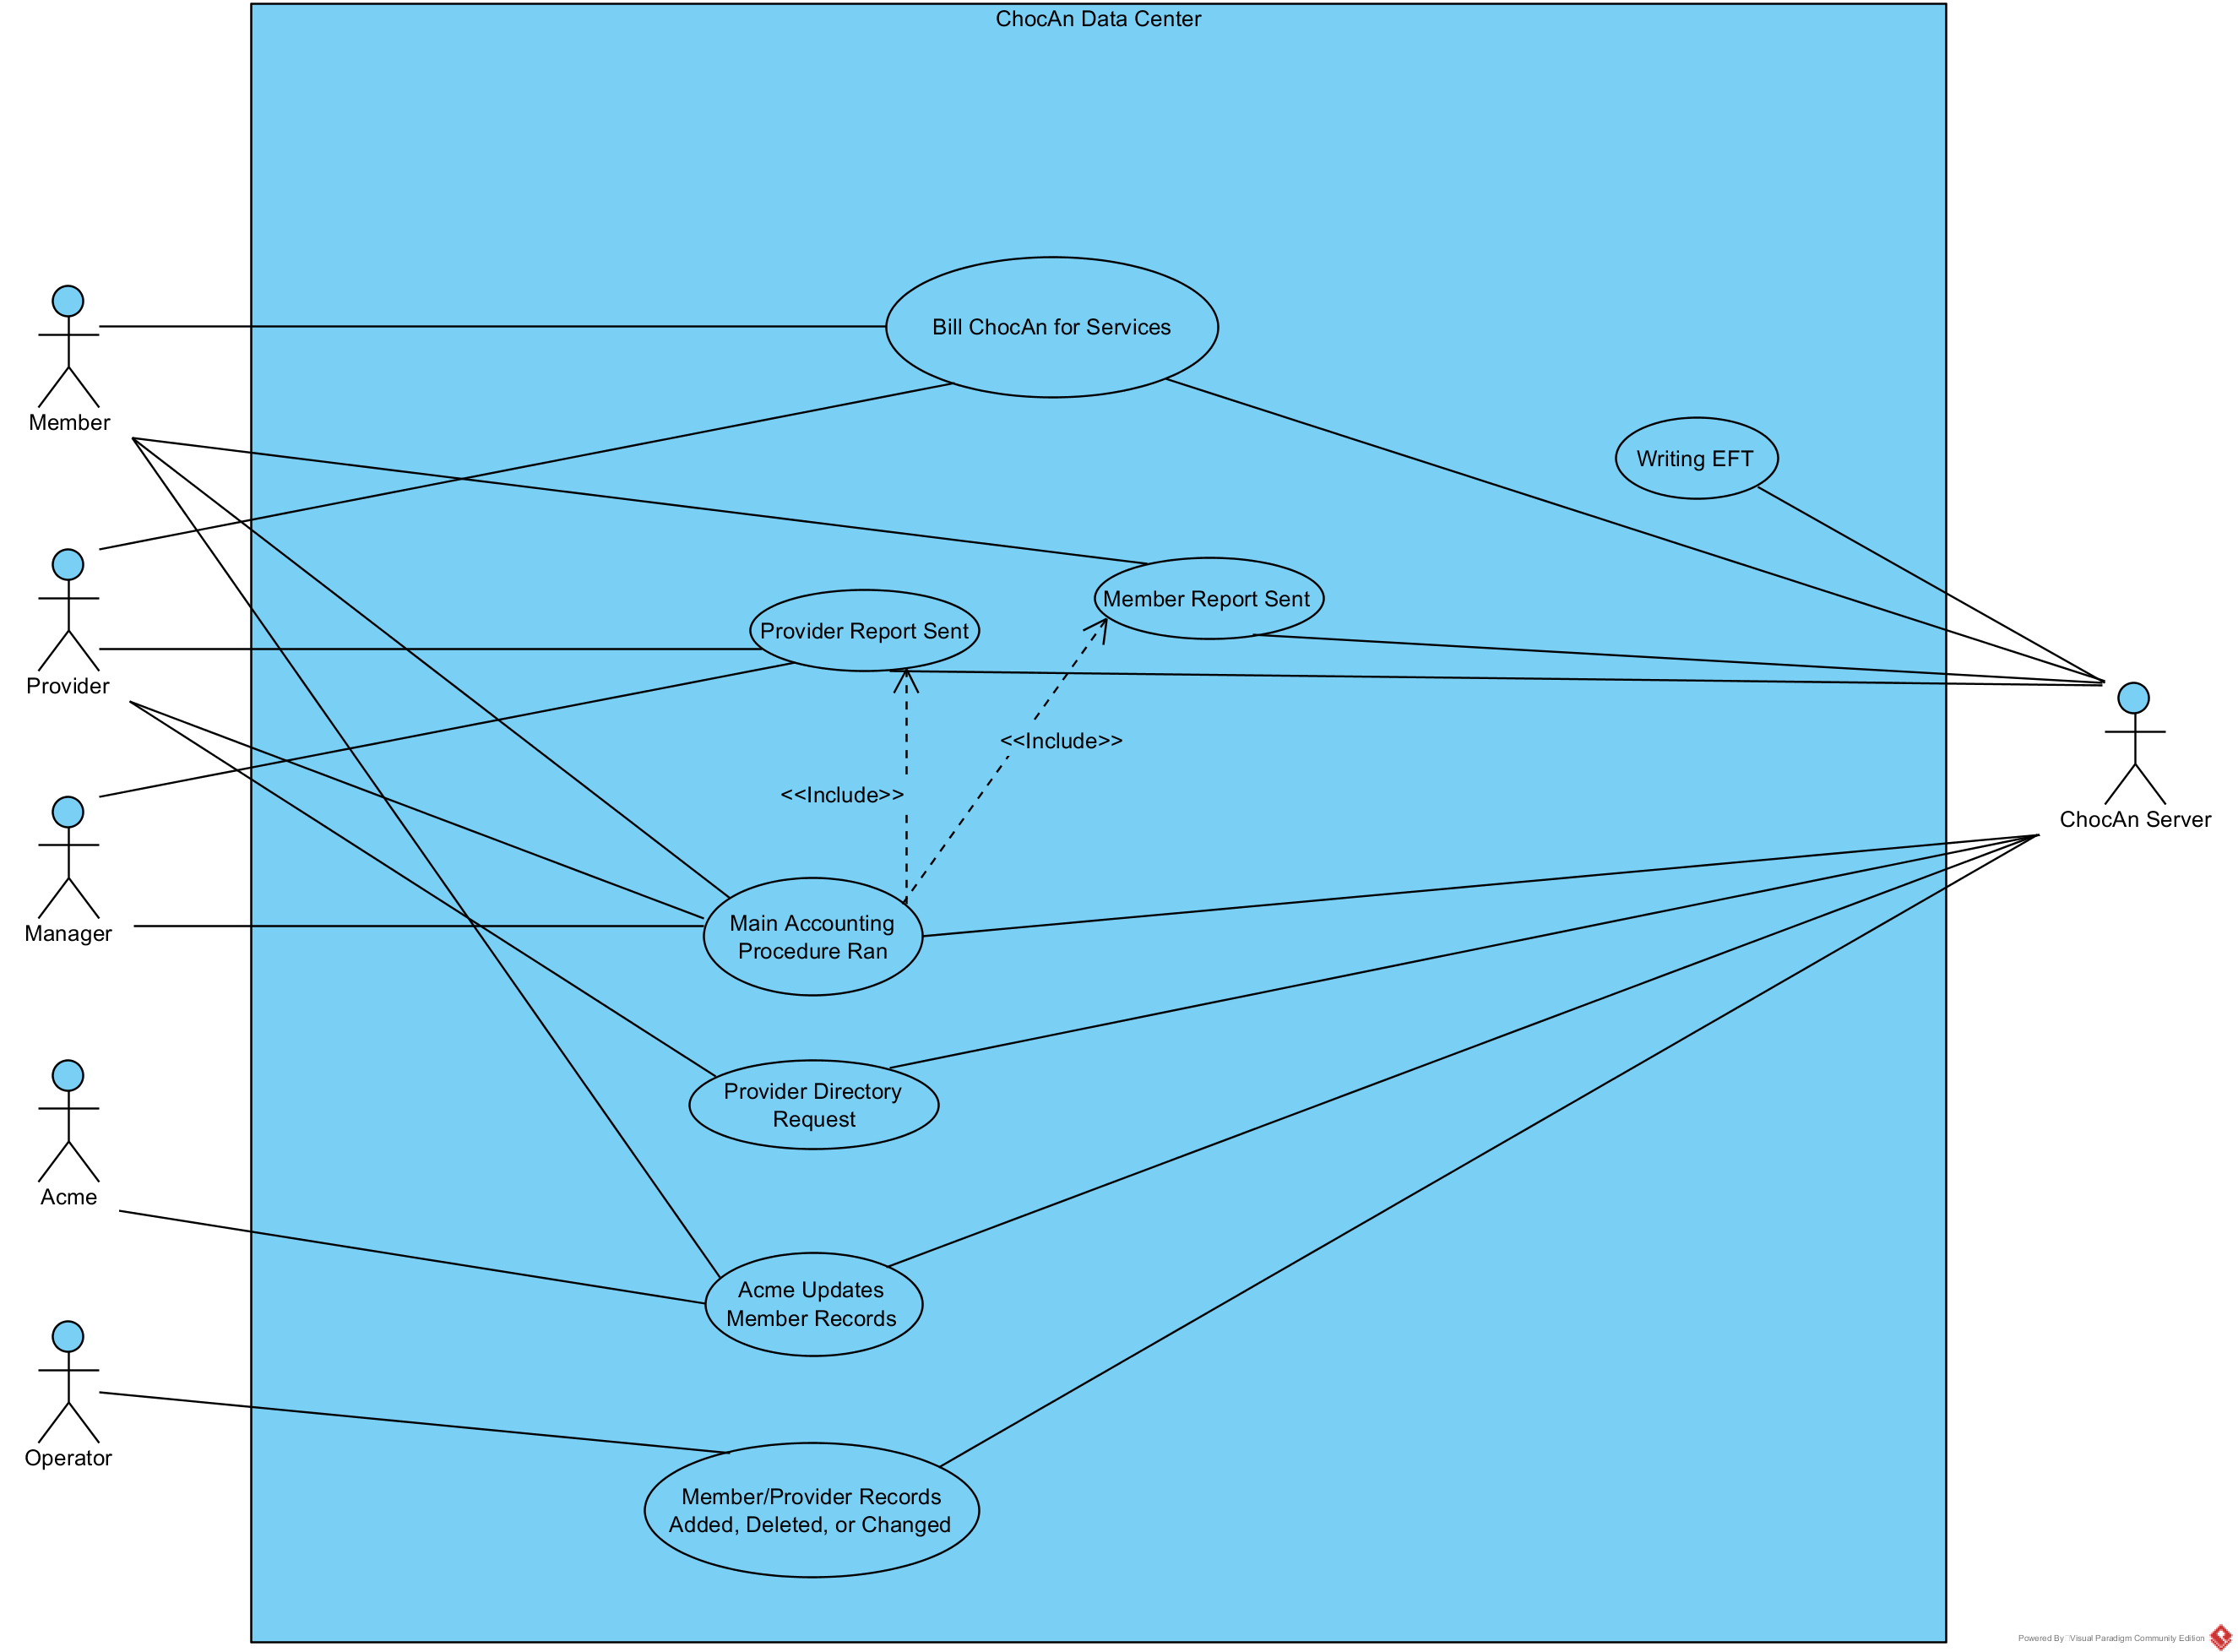 ChocAn Data Center
Bill ChocAn for Services
Member
Writing EFT
Member Report Sent
Provider Report Sent
Provider
<<Include>>
<<Include>>
ChocAn Server
Manager
Main Accounting
Procedure Ran
Provider Directory
Request
Acme
Acme Updates
Member Records
Operator
Member/Provider Records
Added, Deleted, or Changed
Powered By Visual Paradigm Community Edition